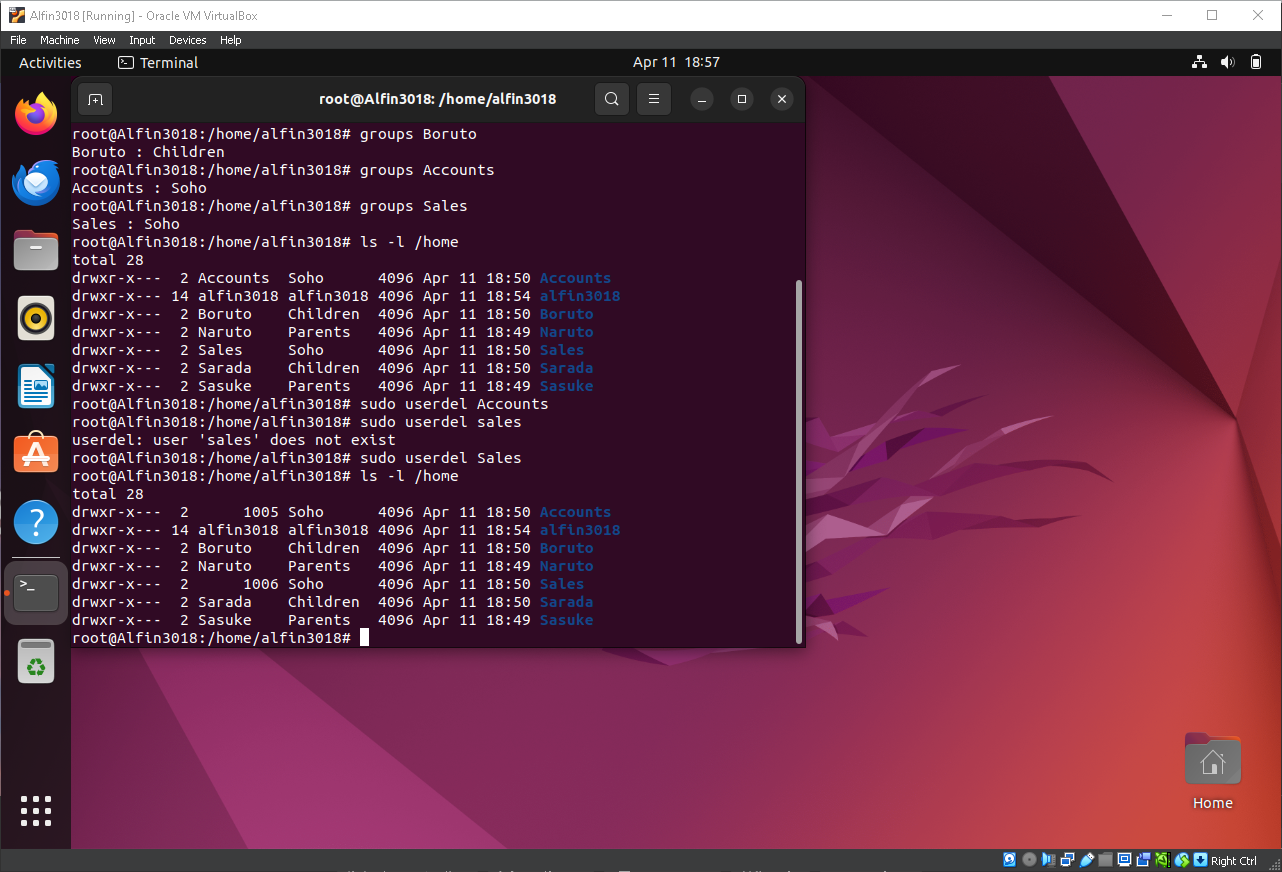 Alfin3018 [Running] - Oracle VM VirtualBox
File Machine View Input Devices Help
Activities Terminal Apr 11 18:57
root@Alfin3018: /home/alfin3018
root@Alfin3018:/home/alfin3018# groups Boruto
Boruto : Children
root@Alfin3018:/home/alfin3018# groups Accounts
Accounts : Soho
root@Alfin3018:/home/alfin3018# groups Sales
Sales : Soho
root@Alfin3018:/home/alfin3018# ls -l /home
total 28
drwxr-x---  2 Accounts  Soho      4096 Apr 11 18:50 Accounts
drwxr-x--- 14 alfin3018 alfin3018 4096 Apr 11 18:54 alfin3018
drwxr-x---  2 Boruto    Children  4096 Apr 11 18:50 Boruto
drwxr-x---  2 Naruto    Parents   4096 Apr 11 18:49 Naruto
drwxr-x---  2 Sales     Soho      4096 Apr 11 18:50 Sales
drwxr-x---  2 Sarada    Children  4096 Apr 11 18:50 Sarada
drwxr-x---  2 Sasuke    Parents   4096 Apr 11 18:49 Sasuke
root@Alfin3018:/home/alfin3018# sudo userdel Accounts
root@Alfin3018:/home/alfin3018# sudo userdel sales
userdel: user 'sales' does not exist
root@Alfin3018:/home/alfin3018# sudo userdel Sales
root@Alfin3018:/home/alfin3018# ls -l /home
total 28
drwxr-x---  2      1005 Soho      4096 Apr 11 18:50 Accounts
drwxr-x--- 14 alfin3018 alfin3018 4096 Apr 11 18:54 alfin3018
drwxr-x---  2 Boruto    Children  4096 Apr 11 18:50 Boruto
drwxr-x---  2 Naruto    Parents   4096 Apr 11 18:49 Naruto
drwxr-x---  2      1006 Soho      4096 Apr 11 18:50 Sales
drwxr-x---  2 Sarada    Children  4096 Apr 11 18:50 Sarada
drwxr-x---  2 Sasuke    Parents   4096 Apr 11 18:49 Sasuke
root@Alfin3018:/home/alfin3018#
Home
Right Ctrl